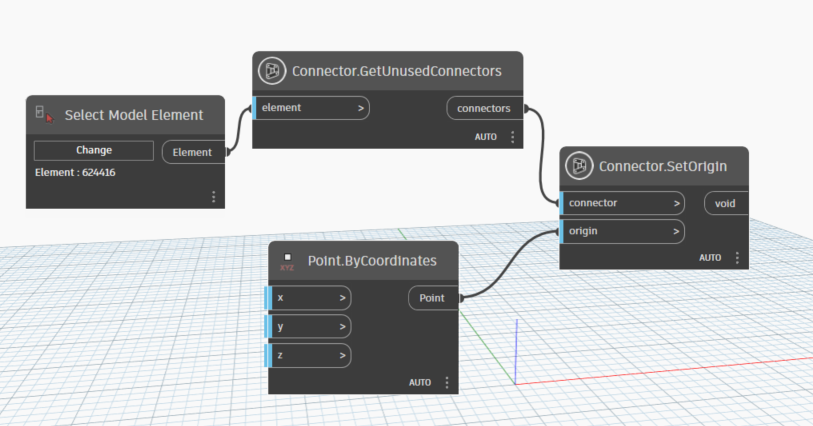 Connector.GetUnusedConnectors
element >
connectors
AUTO
Select Model Element
Change
Element
Element : 624416
Connector.SetOrigin
connector >
void
origin >
AUTO
XYZ
Point.ByCoordinates
x >
Point
y >
z >
AUTO